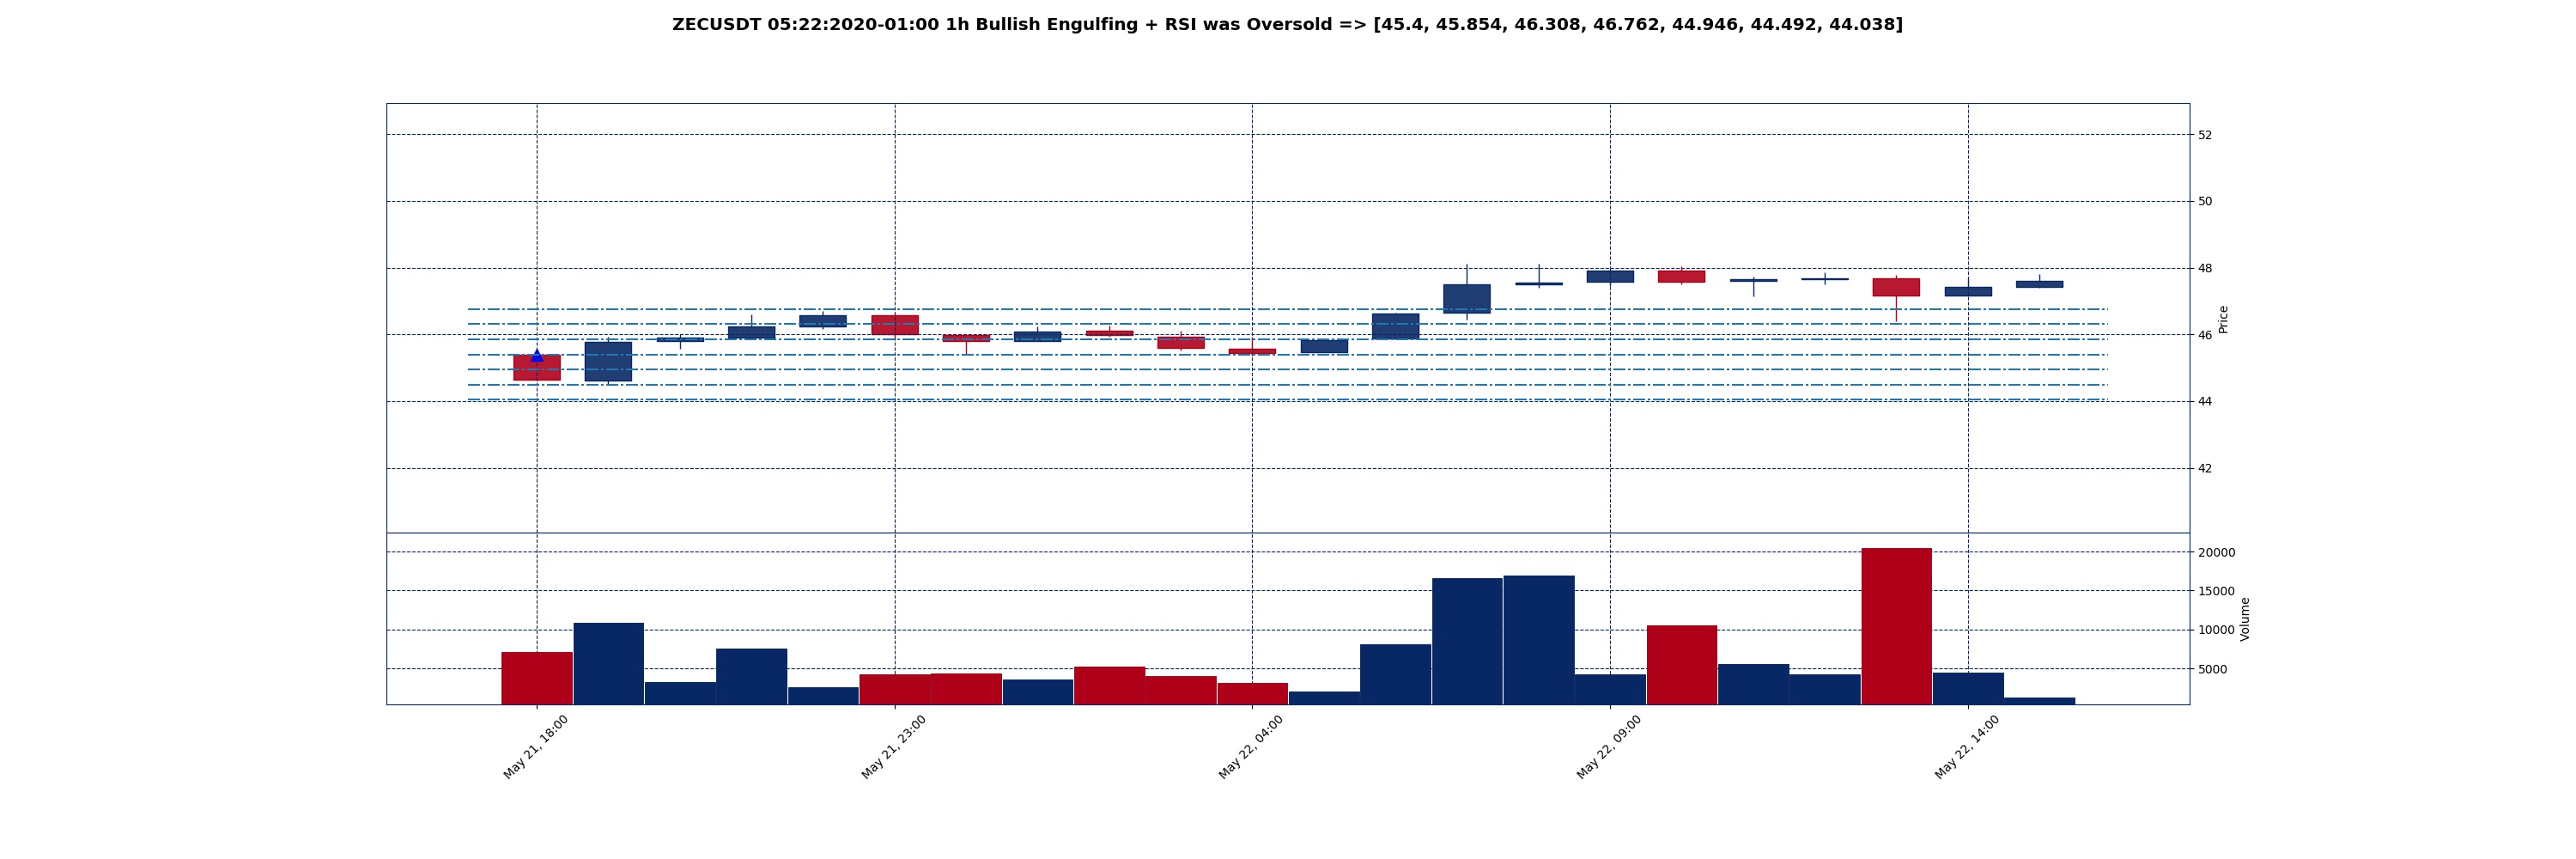 ZECUSDT 05:22:2020-01:00 1h Bullish Engulfing + RSI was Oversold => [45.4, 45.854, 46.308, 46.762, 44.946, 44.492, 44.038]
52
50
48
46
44
42
Price
20000
15000
10000
5000
Volume
May 21, 18:00
May 21, 23:00
May 22, 04:00
May 22, 09:00
May 22, 14:00